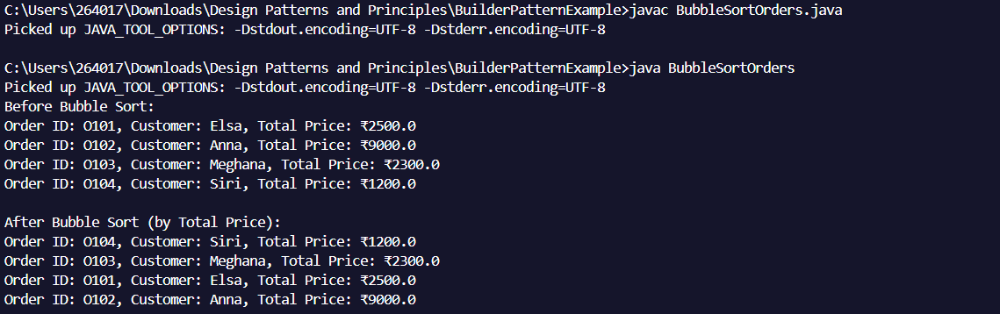 C:\Users\264017\Downloads\Design Patterns and Principles\BuilderPatternExample>javac BubbleSortOrders.java
Picked up JAVA_TOOL_OPTIONS: -Dstdout.encoding=UTF-8 -Dstderr.encoding=UTF-8
C:\Users\264017\Downloads\Design Patterns and Principles\BuilderPatternExample>java BubbleSortOrders
Picked up JAVA_TOOL_OPTIONS: -Dstdout.encoding=UTF-8 -Dstderr.encoding=UTF-8
Before Bubble Sort:
Order ID: O101, Customer: Elsa, Total Price: ₹2500.0
Order ID: O102, Customer: Anna, Total Price: ₹9000.0
Order ID: O103, Customer: Meghana, Total Price: ₹2300.0
Order ID: O104, Customer: Siri, Total Price: ₹1200.0
After Bubble Sort (by Total Price):
Order ID: O104, Customer: Siri, Total Price: ₹1200.0
Order ID: O103, Customer: Meghana, Total Price: ₹2300.0
Order ID: O101, Customer: Elsa, Total Price: ₹2500.0
Order ID: O102, Customer: Anna, Total Price: ₹9000.0